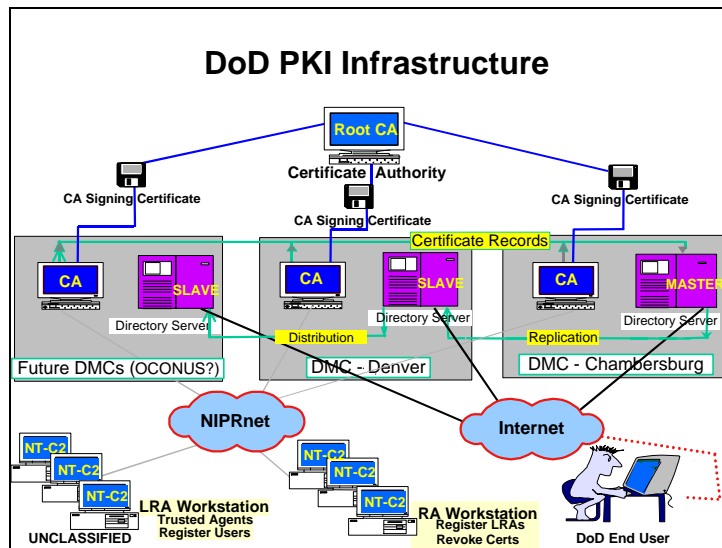 DoD PKI Infrastructure
Root CA
Certificate Authority
CA Signing Certificate
CA Signing Certificate
CA Signing Certificate
Certificate Records
CA
SLAVE
CA
SLAVE
CA
MASTER
Directory Server
Directory Server
Directory Server
Distribution
Replication
Future DMCs (OCONUS?)
DMC - Denver
DMC - Chambersburg
NIPRnet
Internet
NT-C2
NT-C2
NT-C2
LRA Workstation
Trusted Agents
Register Users
UNCLASSIFIED
NT-C2
NT-C2
NT-C2
RA Workstation
Register LRAs
Revoke Certs
DoD End User